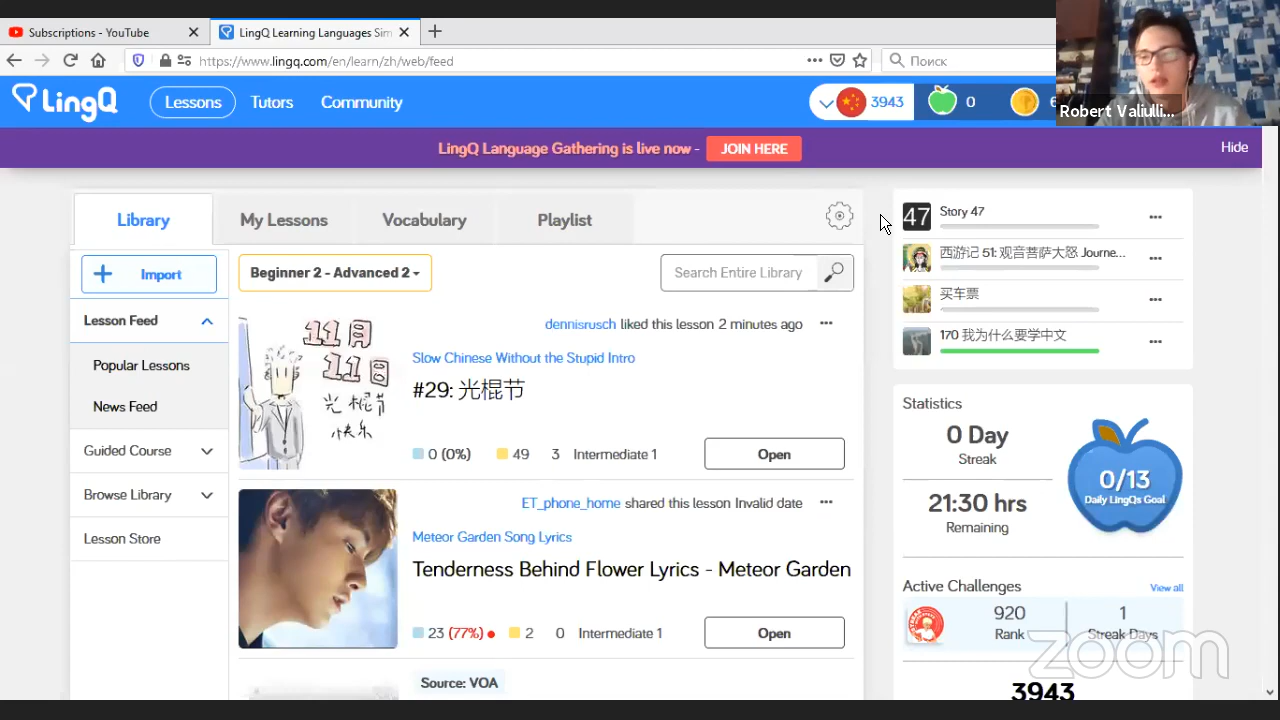 Subscriptions - YouTube
LingQ Learning Languages Sim
https://www.lingq.com/en/learn/zh/web/feed
Поиск
LingQ
Lessons
Tutors
Community
3943
0
Robert Valiulli...
LingQ Language Gathering is live now -
JOIN HERE
Hide
Library
My Lessons
Vocabulary
Playlist
Import
Lesson Feed
Popular Lessons
News Feed
Guided Course
Browse Library
Lesson Store
Beginner 2 - Advanced 2
Search Entire Library
11月
11日
光棍节
快乐
dennisrusch liked this lesson 2 minutes ago
Slow Chinese Without the Stupid Intro
#29: 光棍节
0 (0%) 49 3 Intermediate 1
Open
ET_phone_home shared this lesson Invalid date
Meteor Garden Song Lyrics
Tenderness Behind Flower Lyrics - Meteor Garden
23 (77%) 2 0 Intermediate 1
Open
Source: VOA
47
Story 47
西游记 51: 观音菩萨大怒 Journe...
买车票
170 我为什么要学中文
Statistics
0 Day
Streak
21:30 hrs
Remaining
0/13
Daily LingQs Goal
Active Challenges
View all
920
Rank
1
Streak Days
3943
zoom